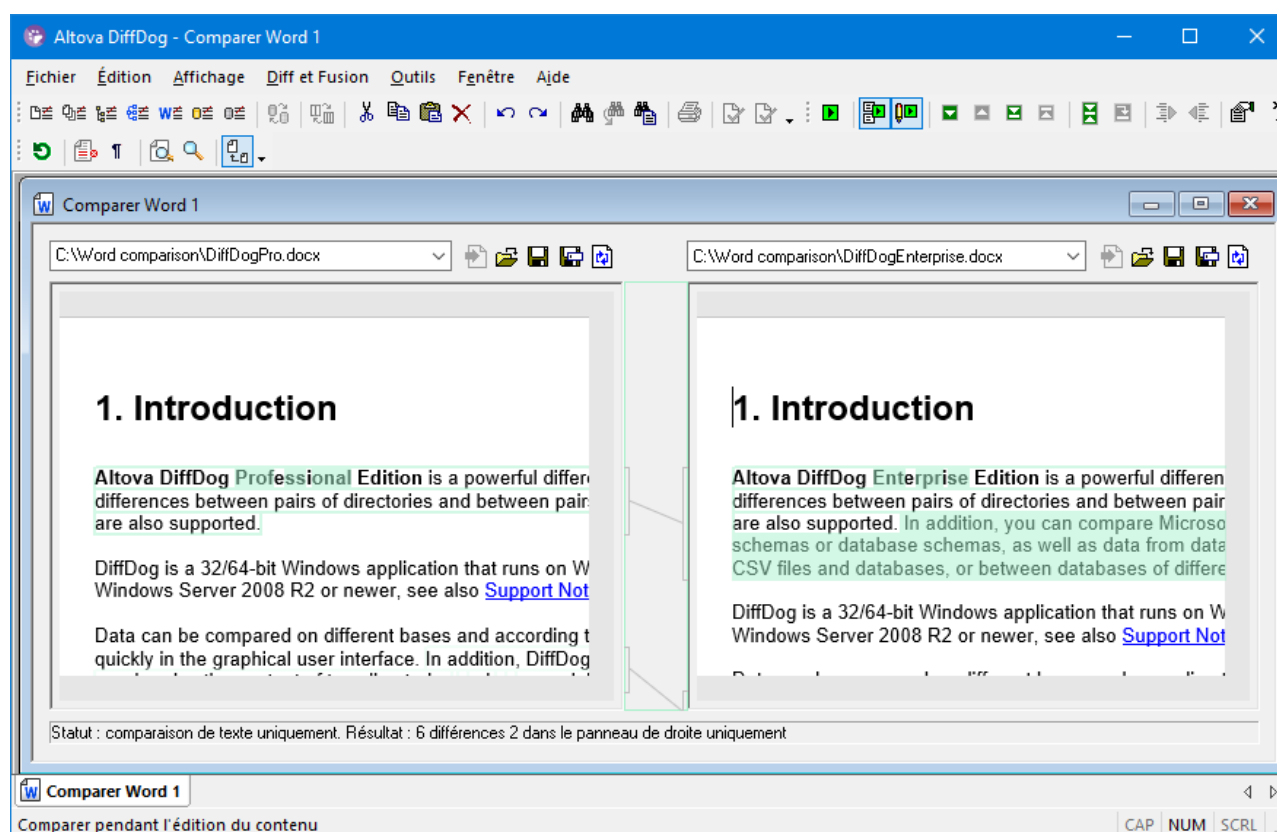 Altova DiffDog - Comparer Word 1
Fichier Édition Affichage Diff et Fusion Outils Fenêtre Aide
Comparer Word 1
C:\Word comparison\DiffDogPro.docx
C:\Word comparison\DiffDogEnterprise.docx
1. Introduction
Altova DiffDog Professional Edition is a powerful differ
differences between pairs of directories and between pair
are also supported.
DiffDog is a 32/64-bit Windows application that runs on W
Windows Server 2008 R2 or newer, see also Support Not
Data can be compared on different bases and according t
quickly in the graphical user interface. In addition, DiffDog
1. Introduction
Altova DiffDog Enterprise Edition is a powerful differen
differences between pairs of directories and between pair
are also supported. In addition, you can compare Microso
schemas or database schemas, as well as data from data
CSV files and databases, or between databases of differe
DiffDog is a 32/64-bit Windows application that runs on W
Windows Server 2008 R2 or newer, see also Support Not
Statut : comparaison de texte uniquement. Résultat : 6 différences 2 dans le panneau de droite uniquement
Comparer Word 1
Comparer pendant l'édition du contenu
CAP NUM SCRL